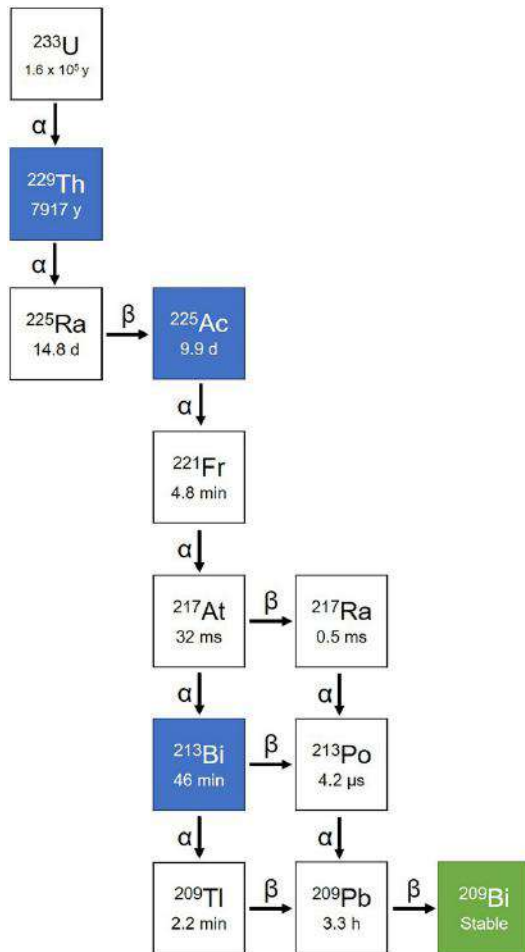 ²³³U
1.6 x 10⁵ y
α
²²⁹Th
7917 y
α
²²⁵Ra
14.8 d
β
²²⁵Ac
9.9 d
α
²²¹Fr
4.8 min
α
²¹⁷At
32 ms
β
²¹⁷Ra
0.5 ms
α
α
²¹³Bi
46 min
β
²¹³Po
4.2 µs
α
α
²⁰⁹Tl
2.2 min
β
²⁰⁹Pb
3.3 h
β
²⁰⁹Bi
Stable